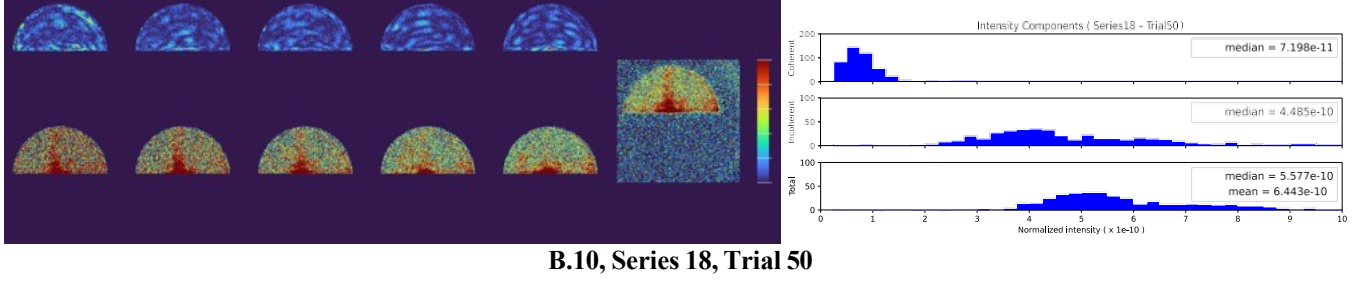 Intensity Components ( Series18 – Trial50 )
200
100
0
Coherent
median = 7.198e-11
100
50
0
Incoherent
median = 4.485e-10
100
50
0
Total
median = 5.577e-10
mean = 6.443e-10
0 1 2 3 4 5 6 7 8 9 10
Normalized intensity ( x 1e-10 )
B.10, Series 18, Trial 50